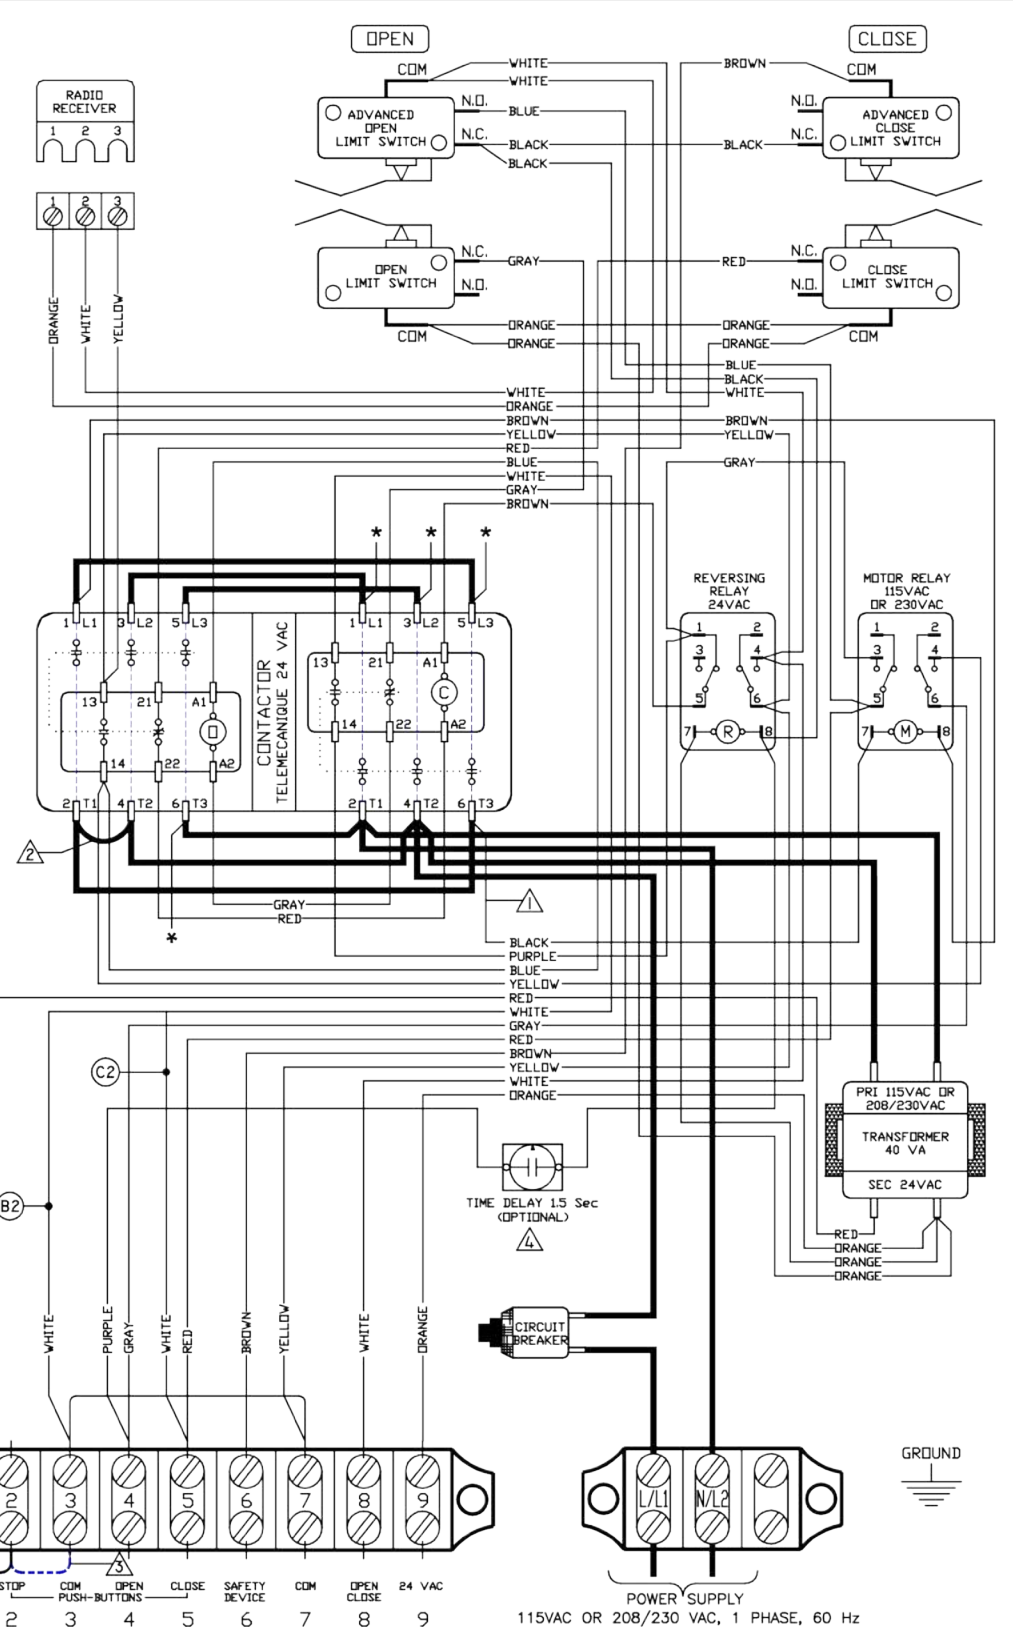 OPEN
CLOSE
COM
WHITE
WHITE
BROWN
COM
RADIO
RECEIVER
1 2 3
N.O.
BLUE
N.O.
ADVANCED
OPEN
LIMIT SWITCH
ADVANCED
CLOSE
LIMIT SWITCH
N.C.
BLACK
BLACK
BLACK
N.C.
1 2 3
N.C.
GRAY
RED
N.C.
OPEN
LIMIT SWITCH
CLOSE
LIMIT SWITCH
N.O.
N.O.
ORANGE
WHITE
YELLOW
COM
ORANGE
ORANGE
COM
ORANGE
ORANGE
BLUE
BLACK
WHITE
WHITE
ORANGE
BROWN
BROWN
YELLOW
YELLOW
RED
BLUE
GRAY
WHITE
GRAY
BROWN
* * *
REVERSING
RELAY
24VAC
MOTOR RELAY
115VAC
OR 230VAC
1 L1 3 L2 5 L3
1 L1 3 L2 5 L3
CONTACTOR
TELEMECANIQUE 24 VAC
13 21 A1
C
14 22 A2
13 21 A1
O
14 22 A2
1 2
3 4
5 6
7 R 8
1 2
3 4
5 6
7 M 8
2 T1 4 T2 6 T3
2 T1 4 T2 6 T3
2
GRAY
RED
1
*
BLACK
PURPLE
BLUE
YELLOW
RED
WHITE
GRAY
RED
BROWN
YELLOW
WHITE
ORANGE
C2
PRI 115VAC OR
208/230VAC
TRANSFORMER
40 VA
SEC 24VAC
B2
TIME DELAY 1.5 Sec
(OPTIONAL)
4
RED
ORANGE
ORANGE
ORANGE
WHITE
PURPLE
GRAY
WHITE
RED
BROWN
YELLOW
WHITE
ORANGE
CIRCUIT
BREAKER
GROUND
2 3 4 5 6 7 8 9
L/L1 N/L2
3
STOP
COM
OPEN
CLOSE
PUSH-BUTTONS
SAFETY
DEVICE
COM
OPEN
CLOSE
24 VAC
2 3 4 5 6 7 8 9
POWER SUPPLY
115VAC OR 208/230 VAC, 1 PHASE, 60 Hz